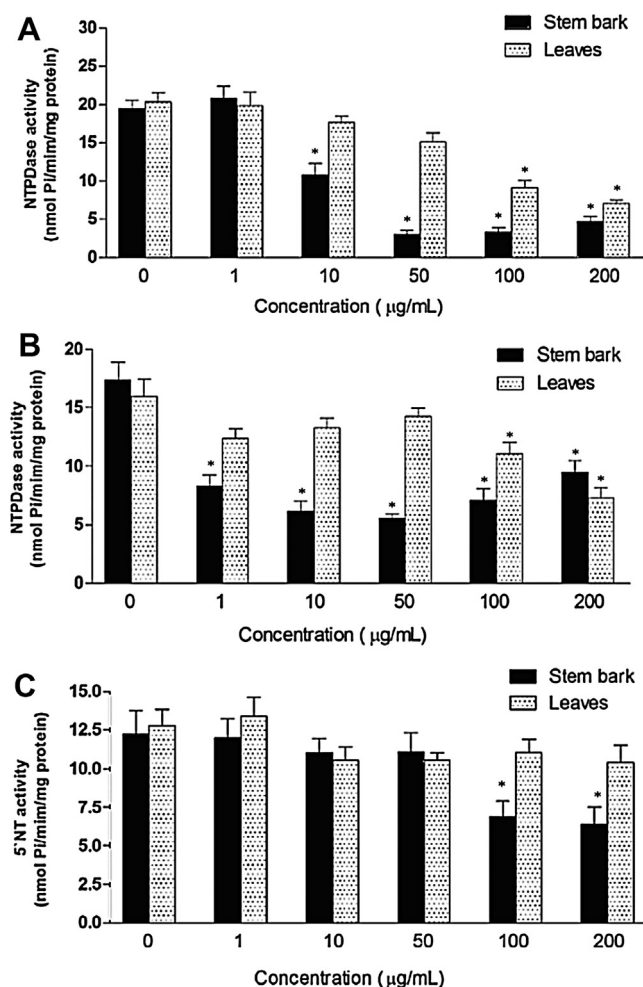 A
Stem bark
Leaves
NTPDase activity
(nmol Pi/mim/mg protein)
30
25
20
15
10
5
0
* * * * * *
0 1 10 50 100 200
Concentration ( μg/mL)
B
Stem bark
Leaves
NTPDase activity
(nmol Pi/mim/mg protein)
20
15
10
5
0
* * * * * * *
0 1 10 50 100 200
Concentration ( μg/mL)
C
Stem bark
Leaves
5`NT activity
(nmol Pi/mim/mg protein)
15.0
12.5
10.0
7.5
5.0
2.5
0.0
* *
0 1 10 50 100 200
Concentration ( μg/mL)